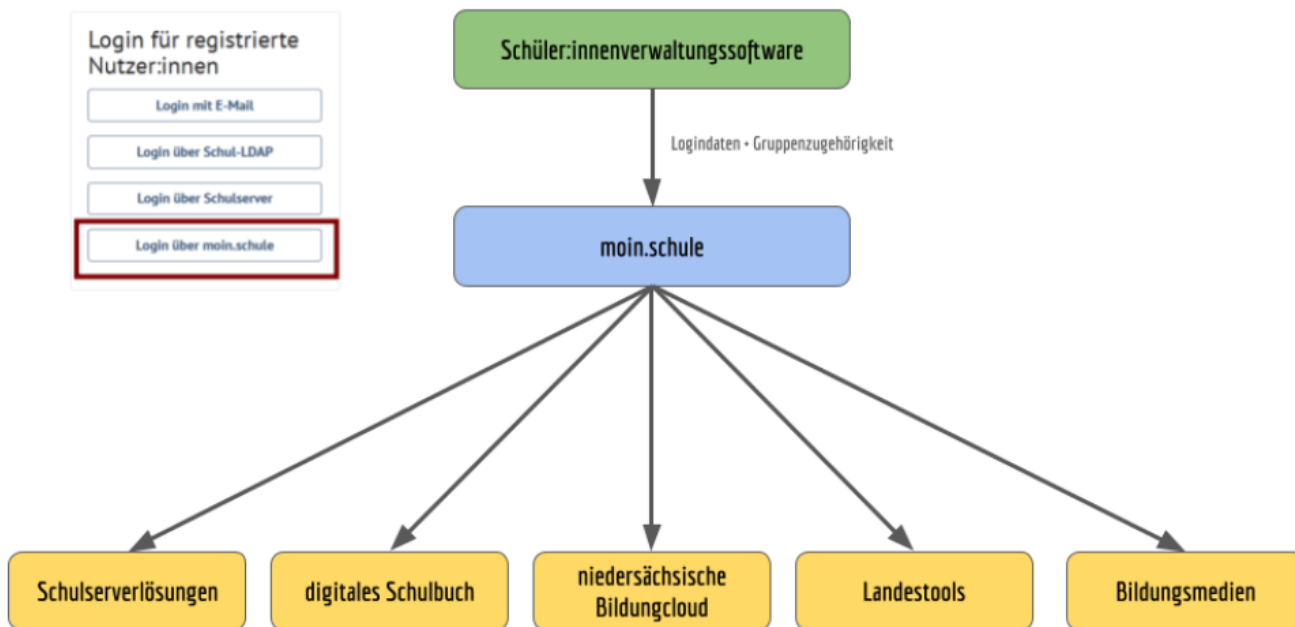 Login für registrierte
Nutzer:innen
Login mit E-Mail
Login über Schul-LDAP
Login über Schulserver
Login über moin.schule
Schüler:innenverwaltungssoftware
Logindaten + Gruppenzugehörigkeit
moin.schule
Schulserverlösungen
digitales Schulbuch
niedersächsische
Bildungcloud
Landestools
Bildungsmedien